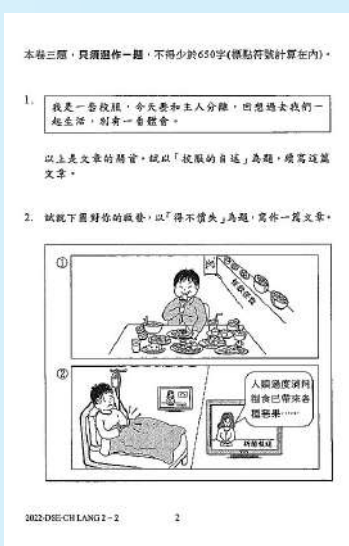 本卷三題，只須選作一題，不得少於650字(標點符號計算在內)。
1.
我是一套校服，今天要和主人分離，回想過去我們一
起生活，別有一番體會。
以上是文章的開首。試以「校服的自述」為題，續寫這篇
文章。
2. 試就下圖對你的啟發，以「得不償失」為題，寫作一篇文章。
①
②
人類過度消耗
糧食已帶來各
種惡果……
新聞報道
2022-DSE-CH LANG 2－2
2